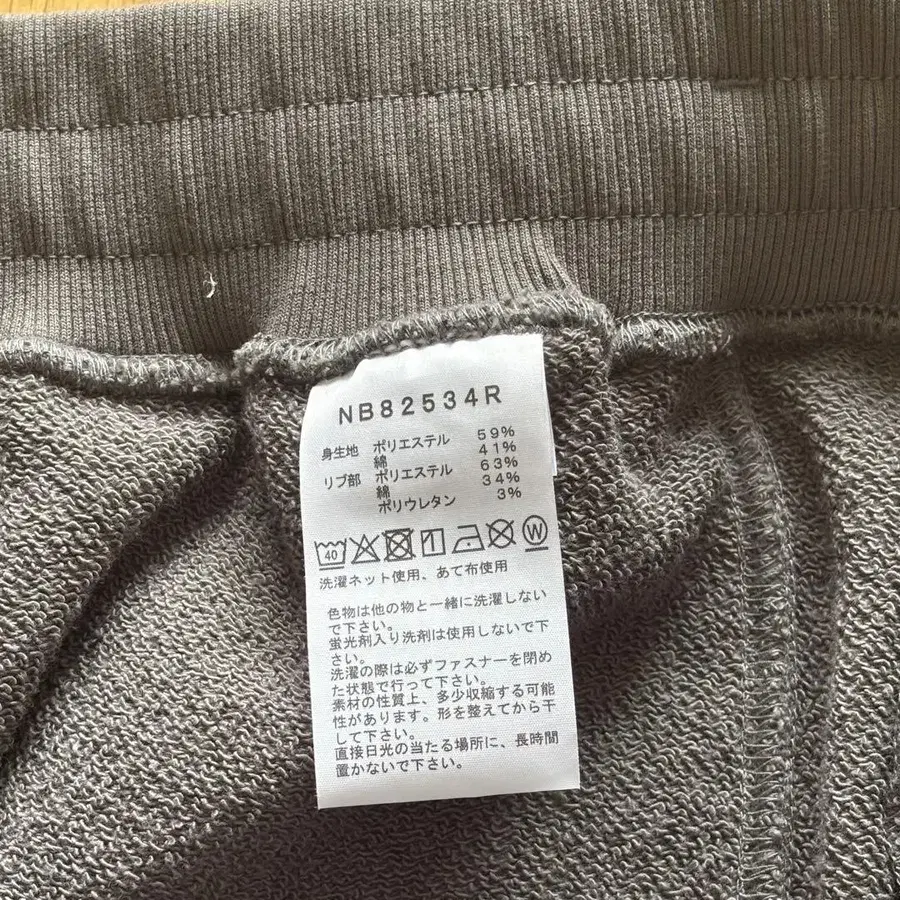 NB82534R
身生地 ポリエステル 59%
綿 41%
リブ部 ポリエステル 63%
綿 34%
ポリウレタン 3%
40 W
洗濯ネット使用、あて布使用
色物は他の物と一緒に洗濯しない
で下さい。
蛍光剤入り洗剤は使用しないで下
さい。
洗濯の際は必ずファスナーを閉め
た状態で行って下さい。
素材の性質上、多少収縮する可能
性があります。形を整えてから干
して下さい。
直接日光の当たる場所に、長時間
置かないで下さい。